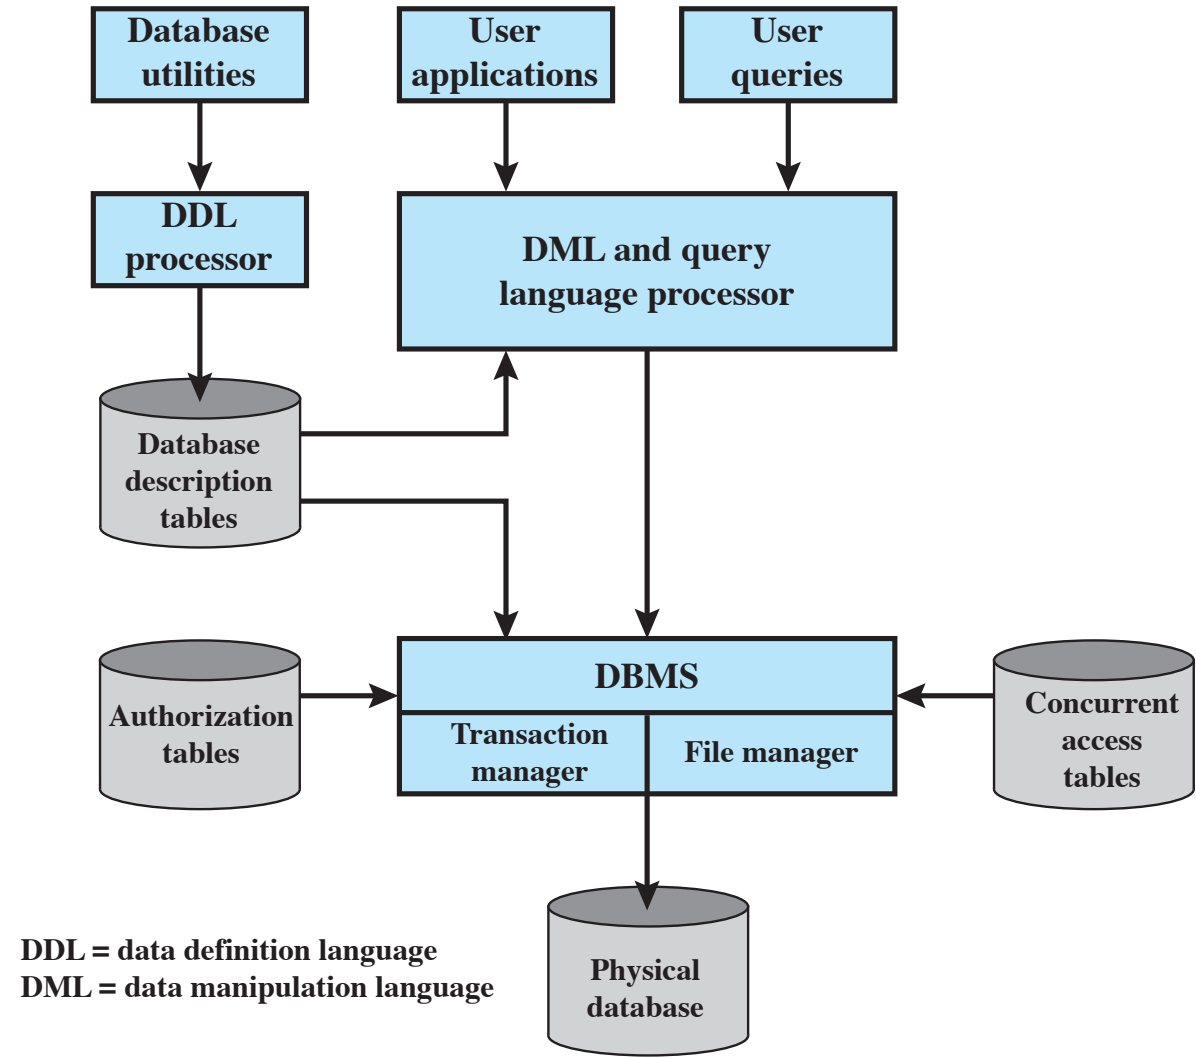 Database
utilities
User
applications
User
queries
DDL
processor
DML and query
language processor
Database
description
tables
DBMS
Transaction
manager
File manager
Authorization
tables
Concurrent
access
tables
Physical
database
DDL = data definition language
DML = data manipulation language